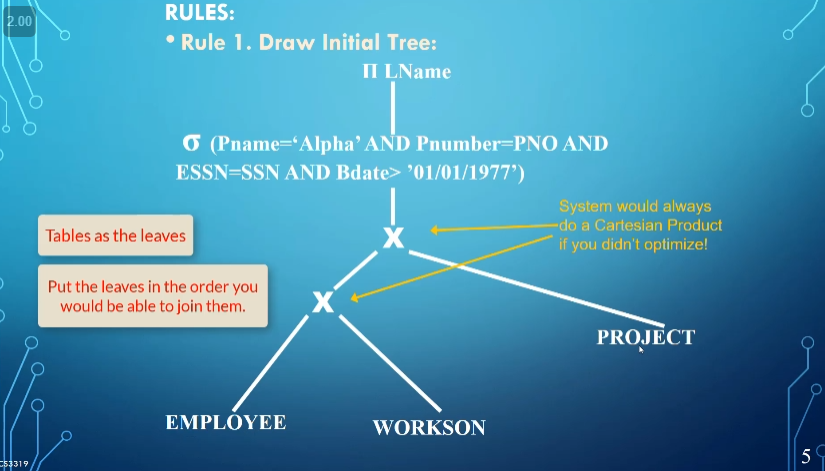 2.00
RULES:
• Rule 1. Draw Initial Tree:
Π LName
σ (Pname=‘Alpha’ AND Pnumber=PNO AND
ESSN=SSN AND Bdate> ’01/01/1977’)
System would always
do a Cartesian Product
if you didn't optimize!
Tables as the leaves
X
Put the leaves in the order you
would be able to join them.
X
PROJECT
EMPLOYEE
WORKSON
CS3319
5